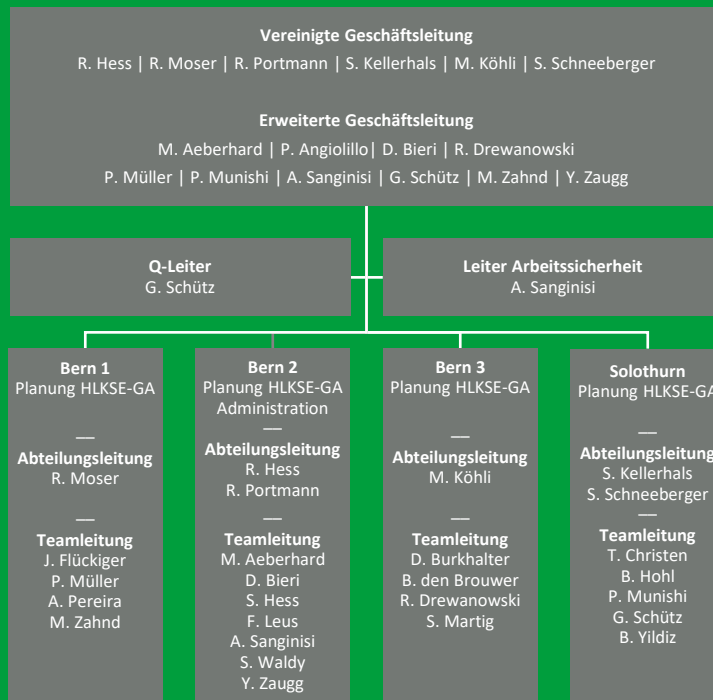 Vereinigte Geschäftsleitung
R. Hess | R. Moser | R. Portmann | S. Kellerhals | M. Köhli | S. Schneeberger
Erweiterte Geschäftsleitung
M. Aeberhard | P. Angiolillo| D. Bieri | R. Drewanowski
P. Müller | P. Munishi | A. Sanginisi | G. Schütz | M. Zahnd | Y. Zaugg
Q-Leiter
G. Schütz
Leiter Arbeitssicherheit
A. Sanginisi
Bern 1
Planung HLKSE-GA
Abteilungsleitung
R. Moser
Teamleitung
J. Flückiger
P. Müller
A. Pereira
M. Zahnd
Bern 2
Planung HLKSE-GA
Administration
Abteilungsleitung
R. Hess
R. Portmann
Teamleitung
M. Aeberhard
D. Bieri
S. Hess
F. Leus
A. Sanginisi
S. Waldy
Y. Zaugg
Bern 3
Planung HLKSE-GA
Abteilungsleitung
M. Köhli
Teamleitung
D. Burkhalter
B. den Brouwer
R. Drewanowski
S. Martig
Solothurn
Planung HLKSE-GA
Abteilungsleitung
S. Kellerhals
S. Schneeberger
Teamleitung
T. Christen
B. Hohl
P. Munishi
G. Schütz
B. Yildiz